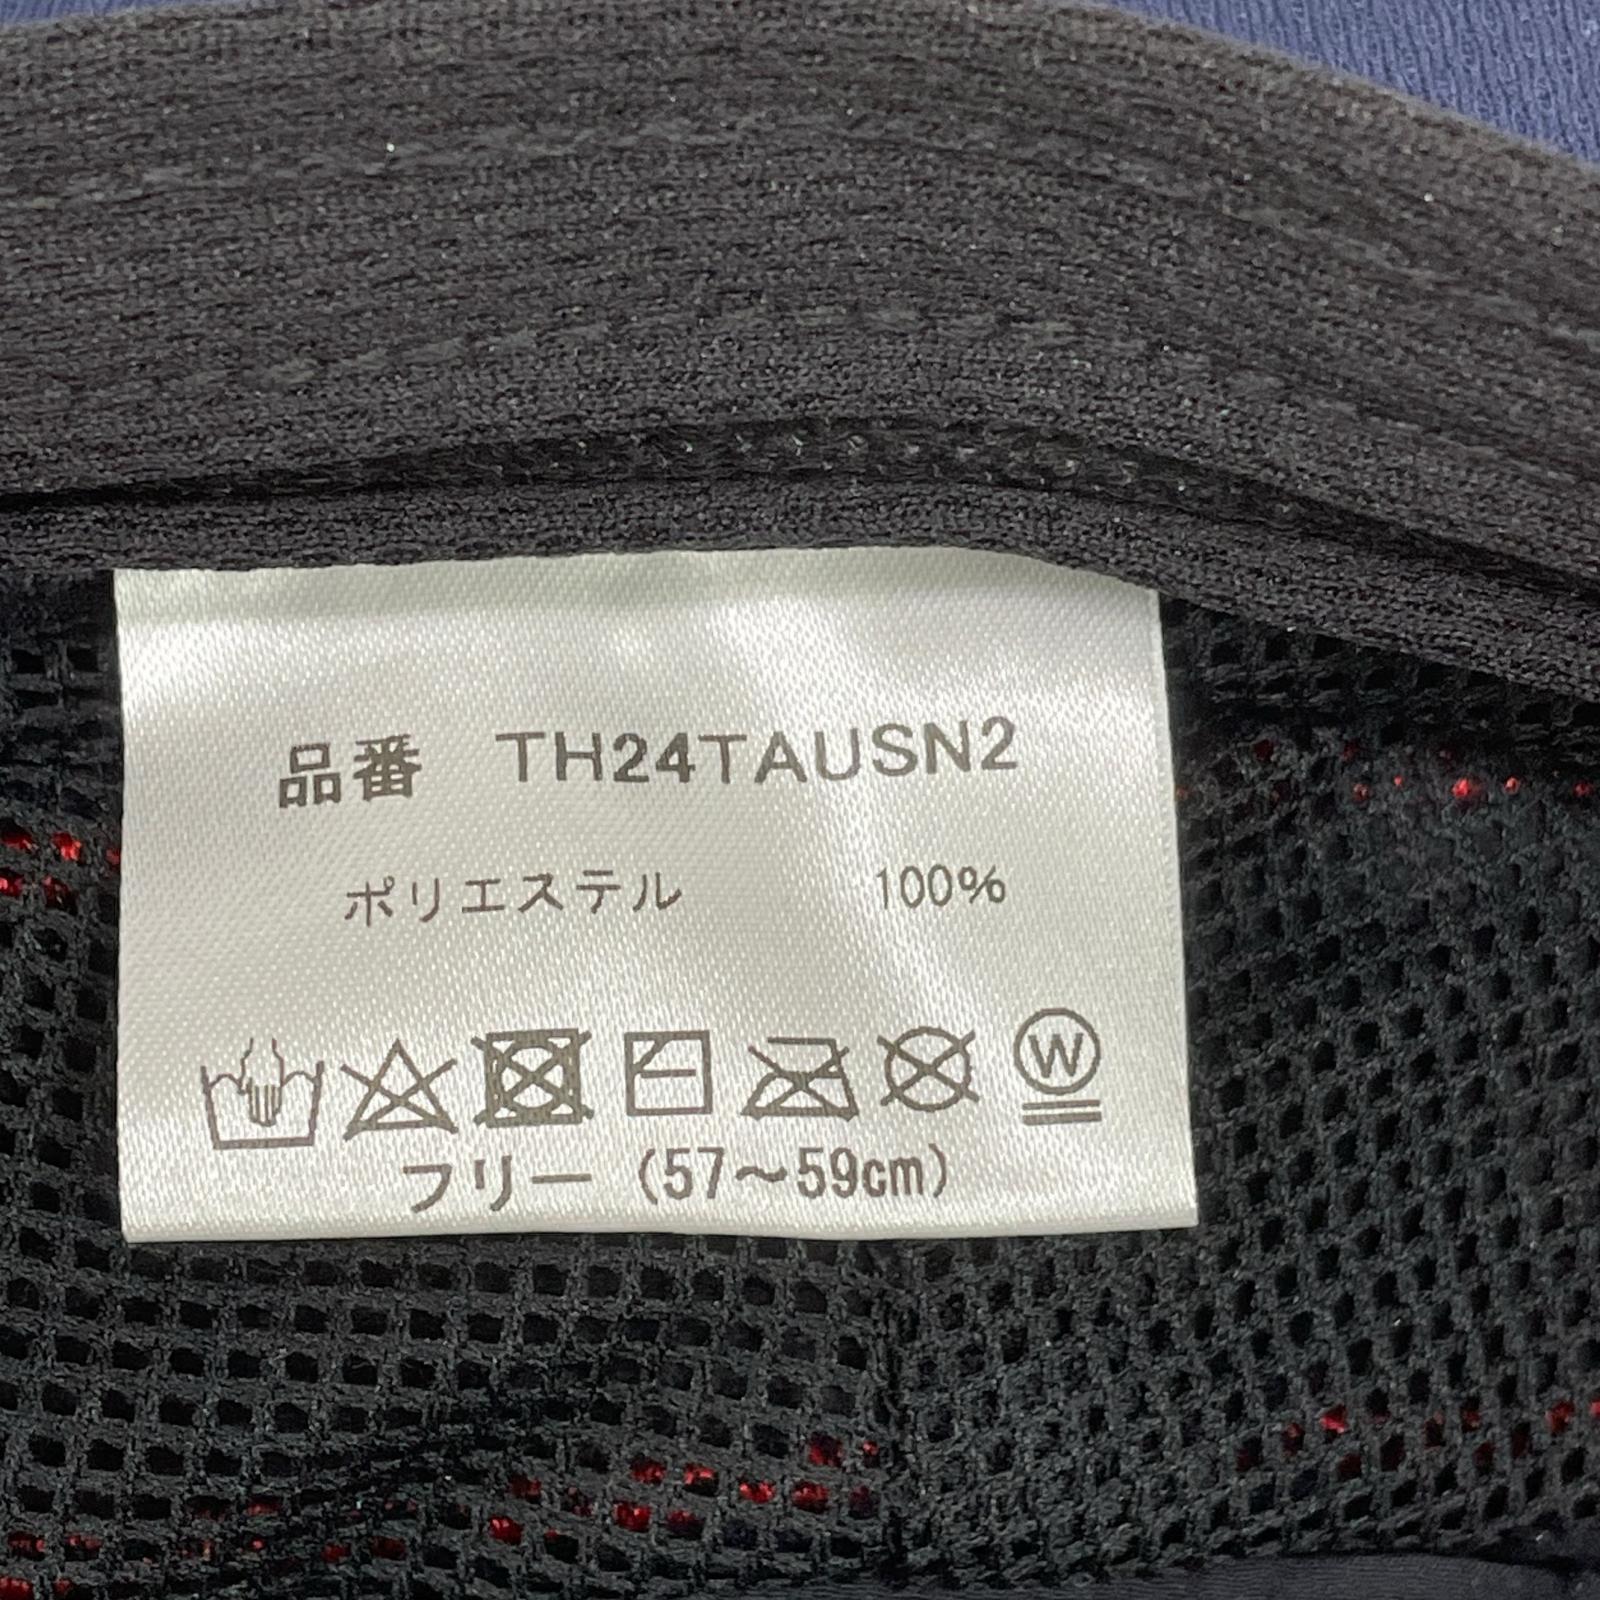 品番 TH24TAUSN2
ポリエステル 100%
W
フリー (57～59cm)